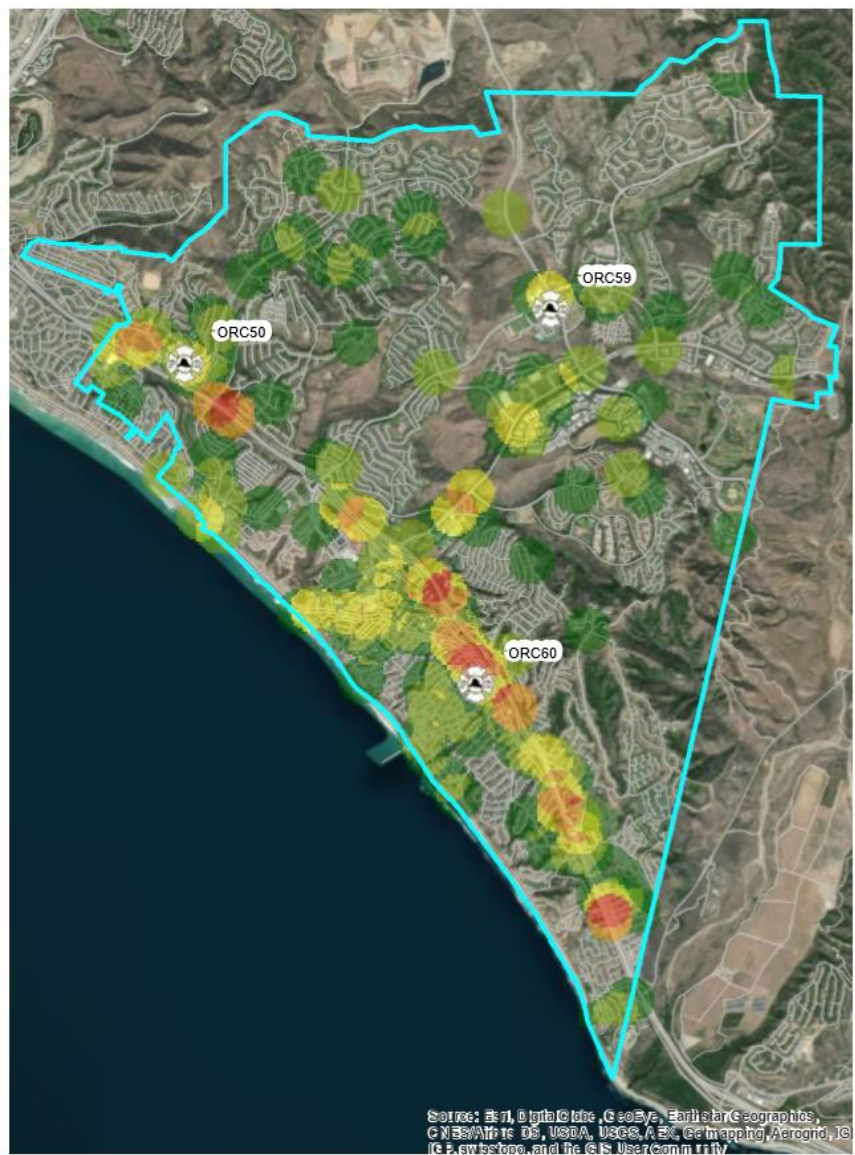 ORC59
ORC50
ORC60
Source: Esri, DigitalGlobe, GeoEye, Earthstar Geographics,
CNES/Airbus DS, USDA, USGS, AEX, Getmapping, Aerogrid, IG
IGP, swisstopo, and the GIS User Community